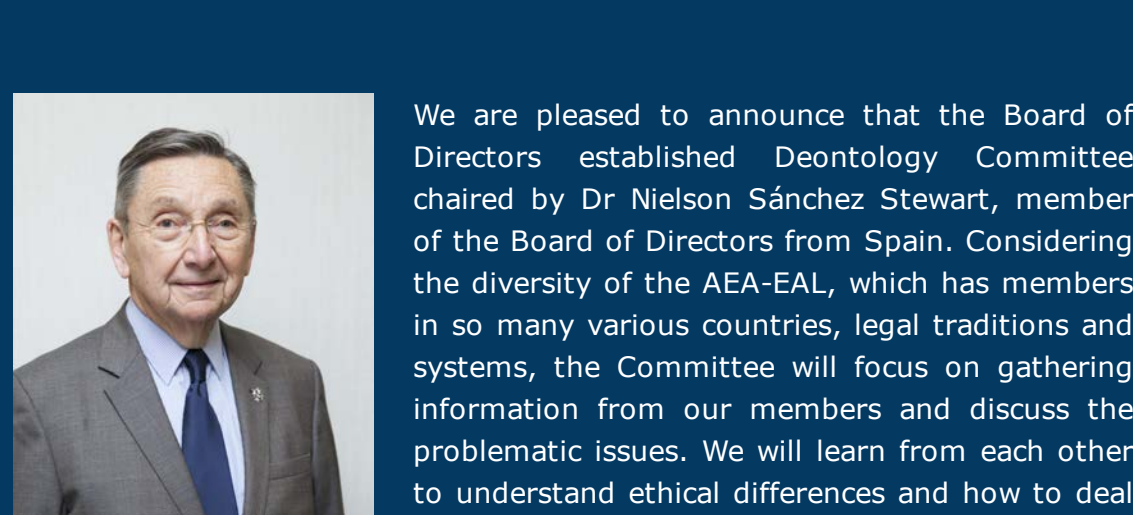 We are pleased to announce that the Board of
Directors established Deontology Committee
chaired by Dr Nielson Sánchez Stewart, member
of the Board of Directors from Spain. Considering
the diversity of the AEA-EAL, which has members
in so many various countries, legal traditions and
systems, the Committee will focus on gathering
information from our members and discuss the
problematic issues. We will learn from each other
to understand ethical differences and how to deal